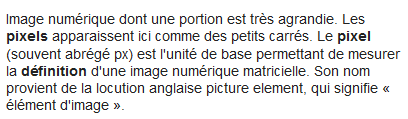 Image numérique dont une portion est très agrandie. Les
pixels apparaissent ici comme des petits carrés. Le pixel
(souvent abrégé px) est l'unité de base permettant de mesurer
la définition d'une image numérique matricielle. Son nom
provient de la locution anglaise picture element, qui signifie «
élément d'image ».